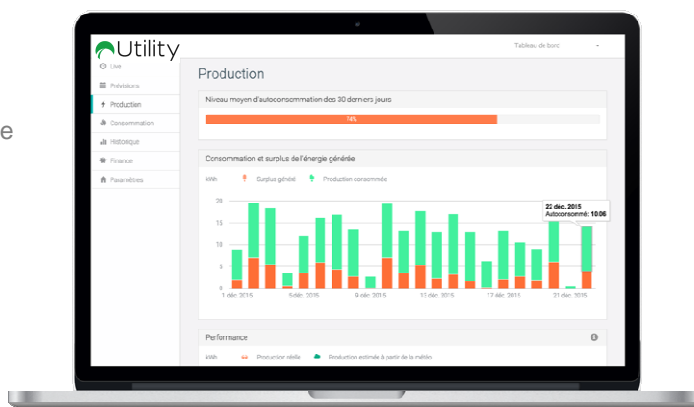 Utility
Tableau de bord
Live
Prévisions
Production
Production
Consommation
Historique
Finance
Paramètres
Niveau moyen d'autoconsommation des 30 derniers jours
74%
Consommation et surplus de l'énergie générée
kWh
Surplus généré
Production consommée
20
15
10
5
0
22 déc. 2015
Autoconsommé: 10.06
1 déc. 2015
5 déc. 2015
9 déc. 2015
13 déc. 2015
17 déc. 2015
21 déc. 2015
Performance
kWh
Production réelle
Production estimée à partir de la météo
e